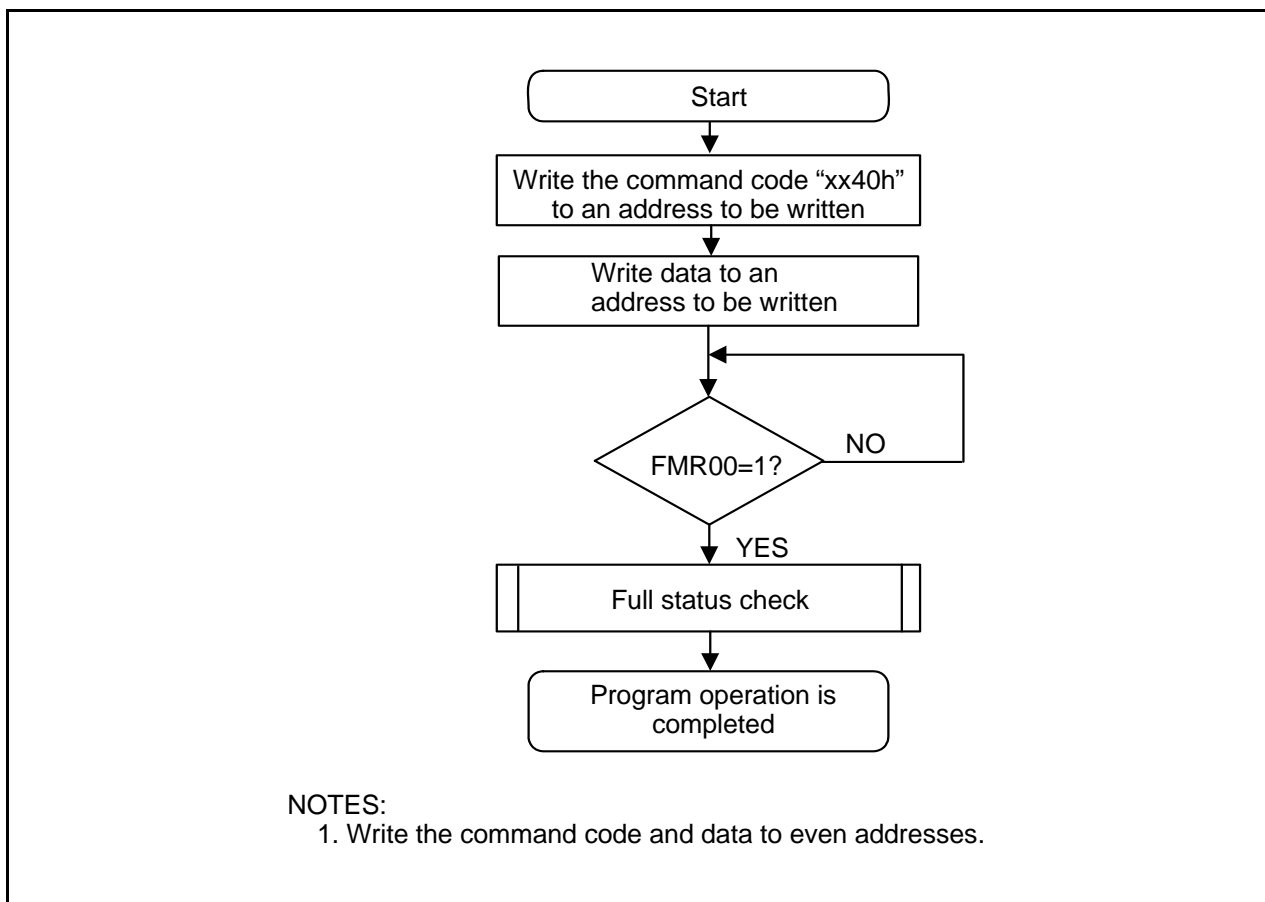 Start
Write the command code “xx40h”
to an address to be written
Write data to an
address to be written
FMR00=1?
NO
YES
Full status check
Program operation is
completed
NOTES:
1. Write the command code and data to even addresses.